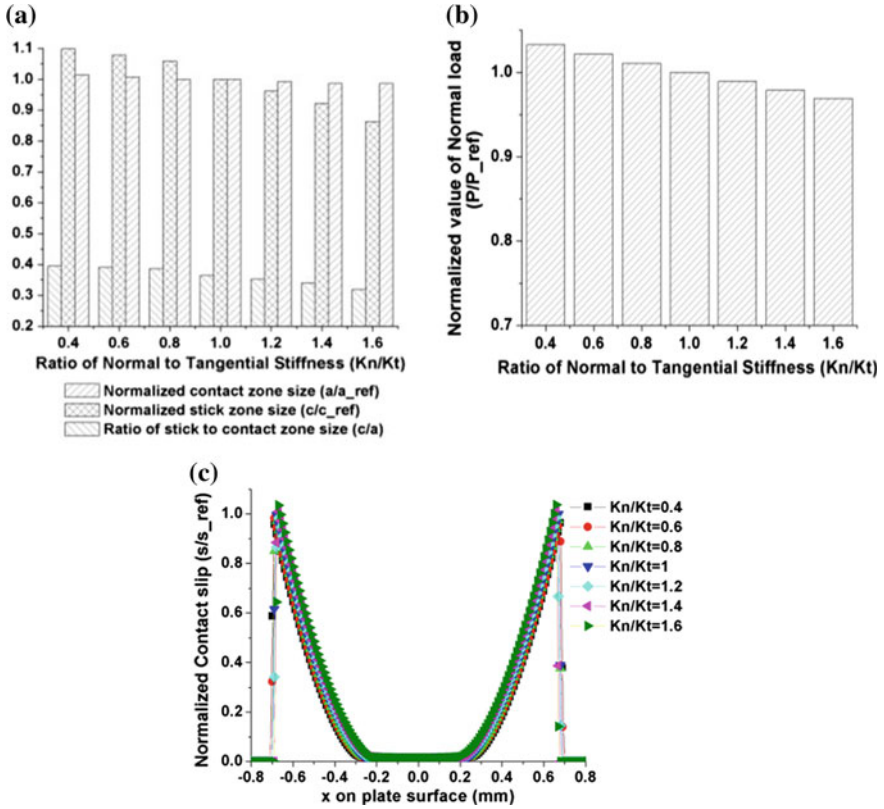 (a)
1.1
1.0
0.9
0.8
0.7
0.6
0.5
0.4
0.3
0.2
0.4 0.6 0.8 1.0 1.2 1.4 1.6
Ratio of Normal to Tangential Stiffness (Kn/Kt)
Normalized contact zone size (a/a_ref)
Normalized stick zone size (c/c_ref)
Ratio of stick to contact zone size (c/a)
(b)
Normalized value of Normal load
(P/P_ref)
1.0
0.9
0.8
0.7
0.4 0.6 0.8 1.0 1.2 1.4 1.6
Ratio of Normal to Tangential Stiffness (Kn/Kt)
(c)
Normalized Contact slip (s/s_ref)
1.0
0.8
0.6
0.4
0.2
0.0
-0.8 -0.6 -0.4 -0.2 0.0 0.2 0.4 0.6 0.8
x on plate surface (mm)
Kn/Kt=0.4
Kn/Kt=0.6
Kn/Kt=0.8
Kn/Kt=1
Kn/Kt=1.2
Kn/Kt=1.4
Kn/Kt=1.6